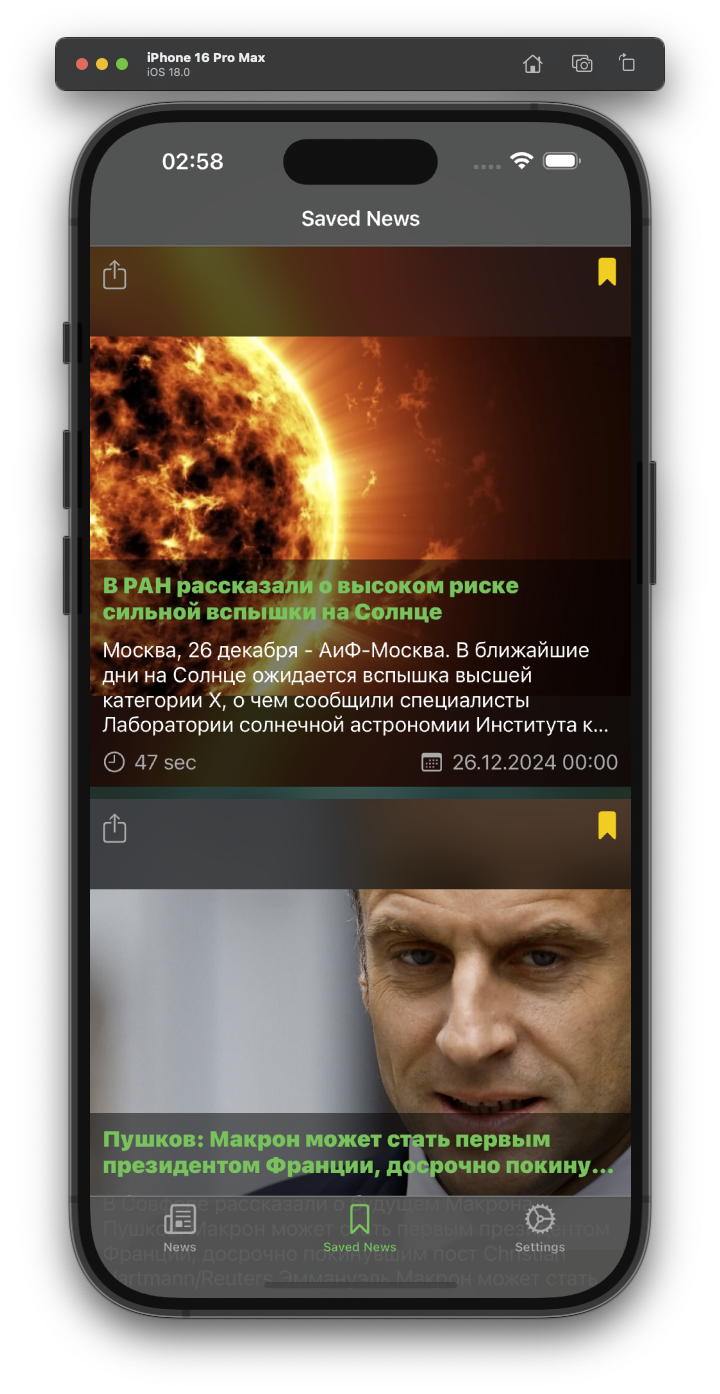 iPhone 16 Pro Max
iOS 18.0
02:58
Saved News
В РАН рассказали о высоком риске
сильной вспышки на Солнце
Москва, 26 декабря - АиФ-Москва. В ближайшие
дни на Солнце ожидается вспышка высшей
категории X, о чем сообщили специалисты
Лаборатории солнечной астрономии Института к...
47 sec
26.12.2024 00:00
Пушков: Макрон может стать первым
президентом Франции, досрочно покину...
рассказали о будущем Макрона
Макрон может стать первым президентом
Франции, досрочно покинувшим пост Christian
Hartmann/Reuters Эммануэль Макрон может стать
News
Saved News
Settings